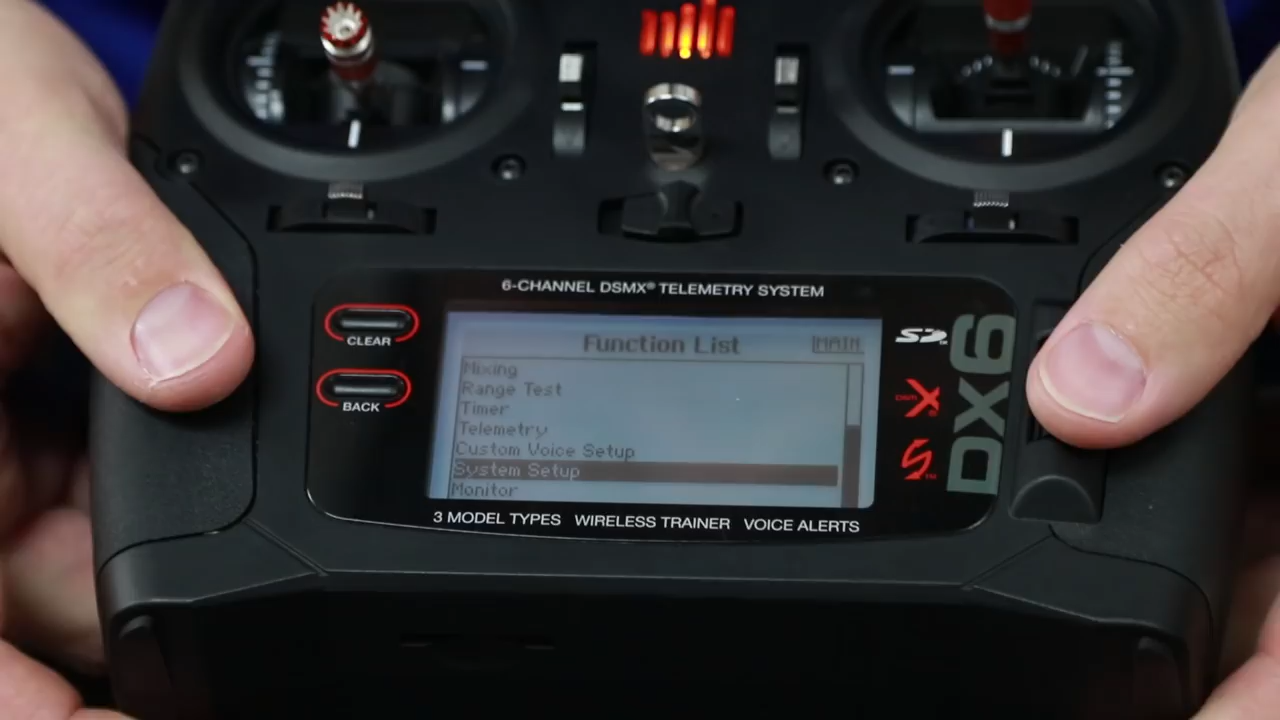 6-CHANNEL DSMX® TELEMETRY SYSTEM
CLEAR
BACK
Function List
MAIN
Mixing
Range Test
Timer
Telemetry
Custom Voice Setup
System Setup
Monitor
SD
X
DX6
3 MODEL TYPES WIRELESS TRAINER VOICE ALERTS